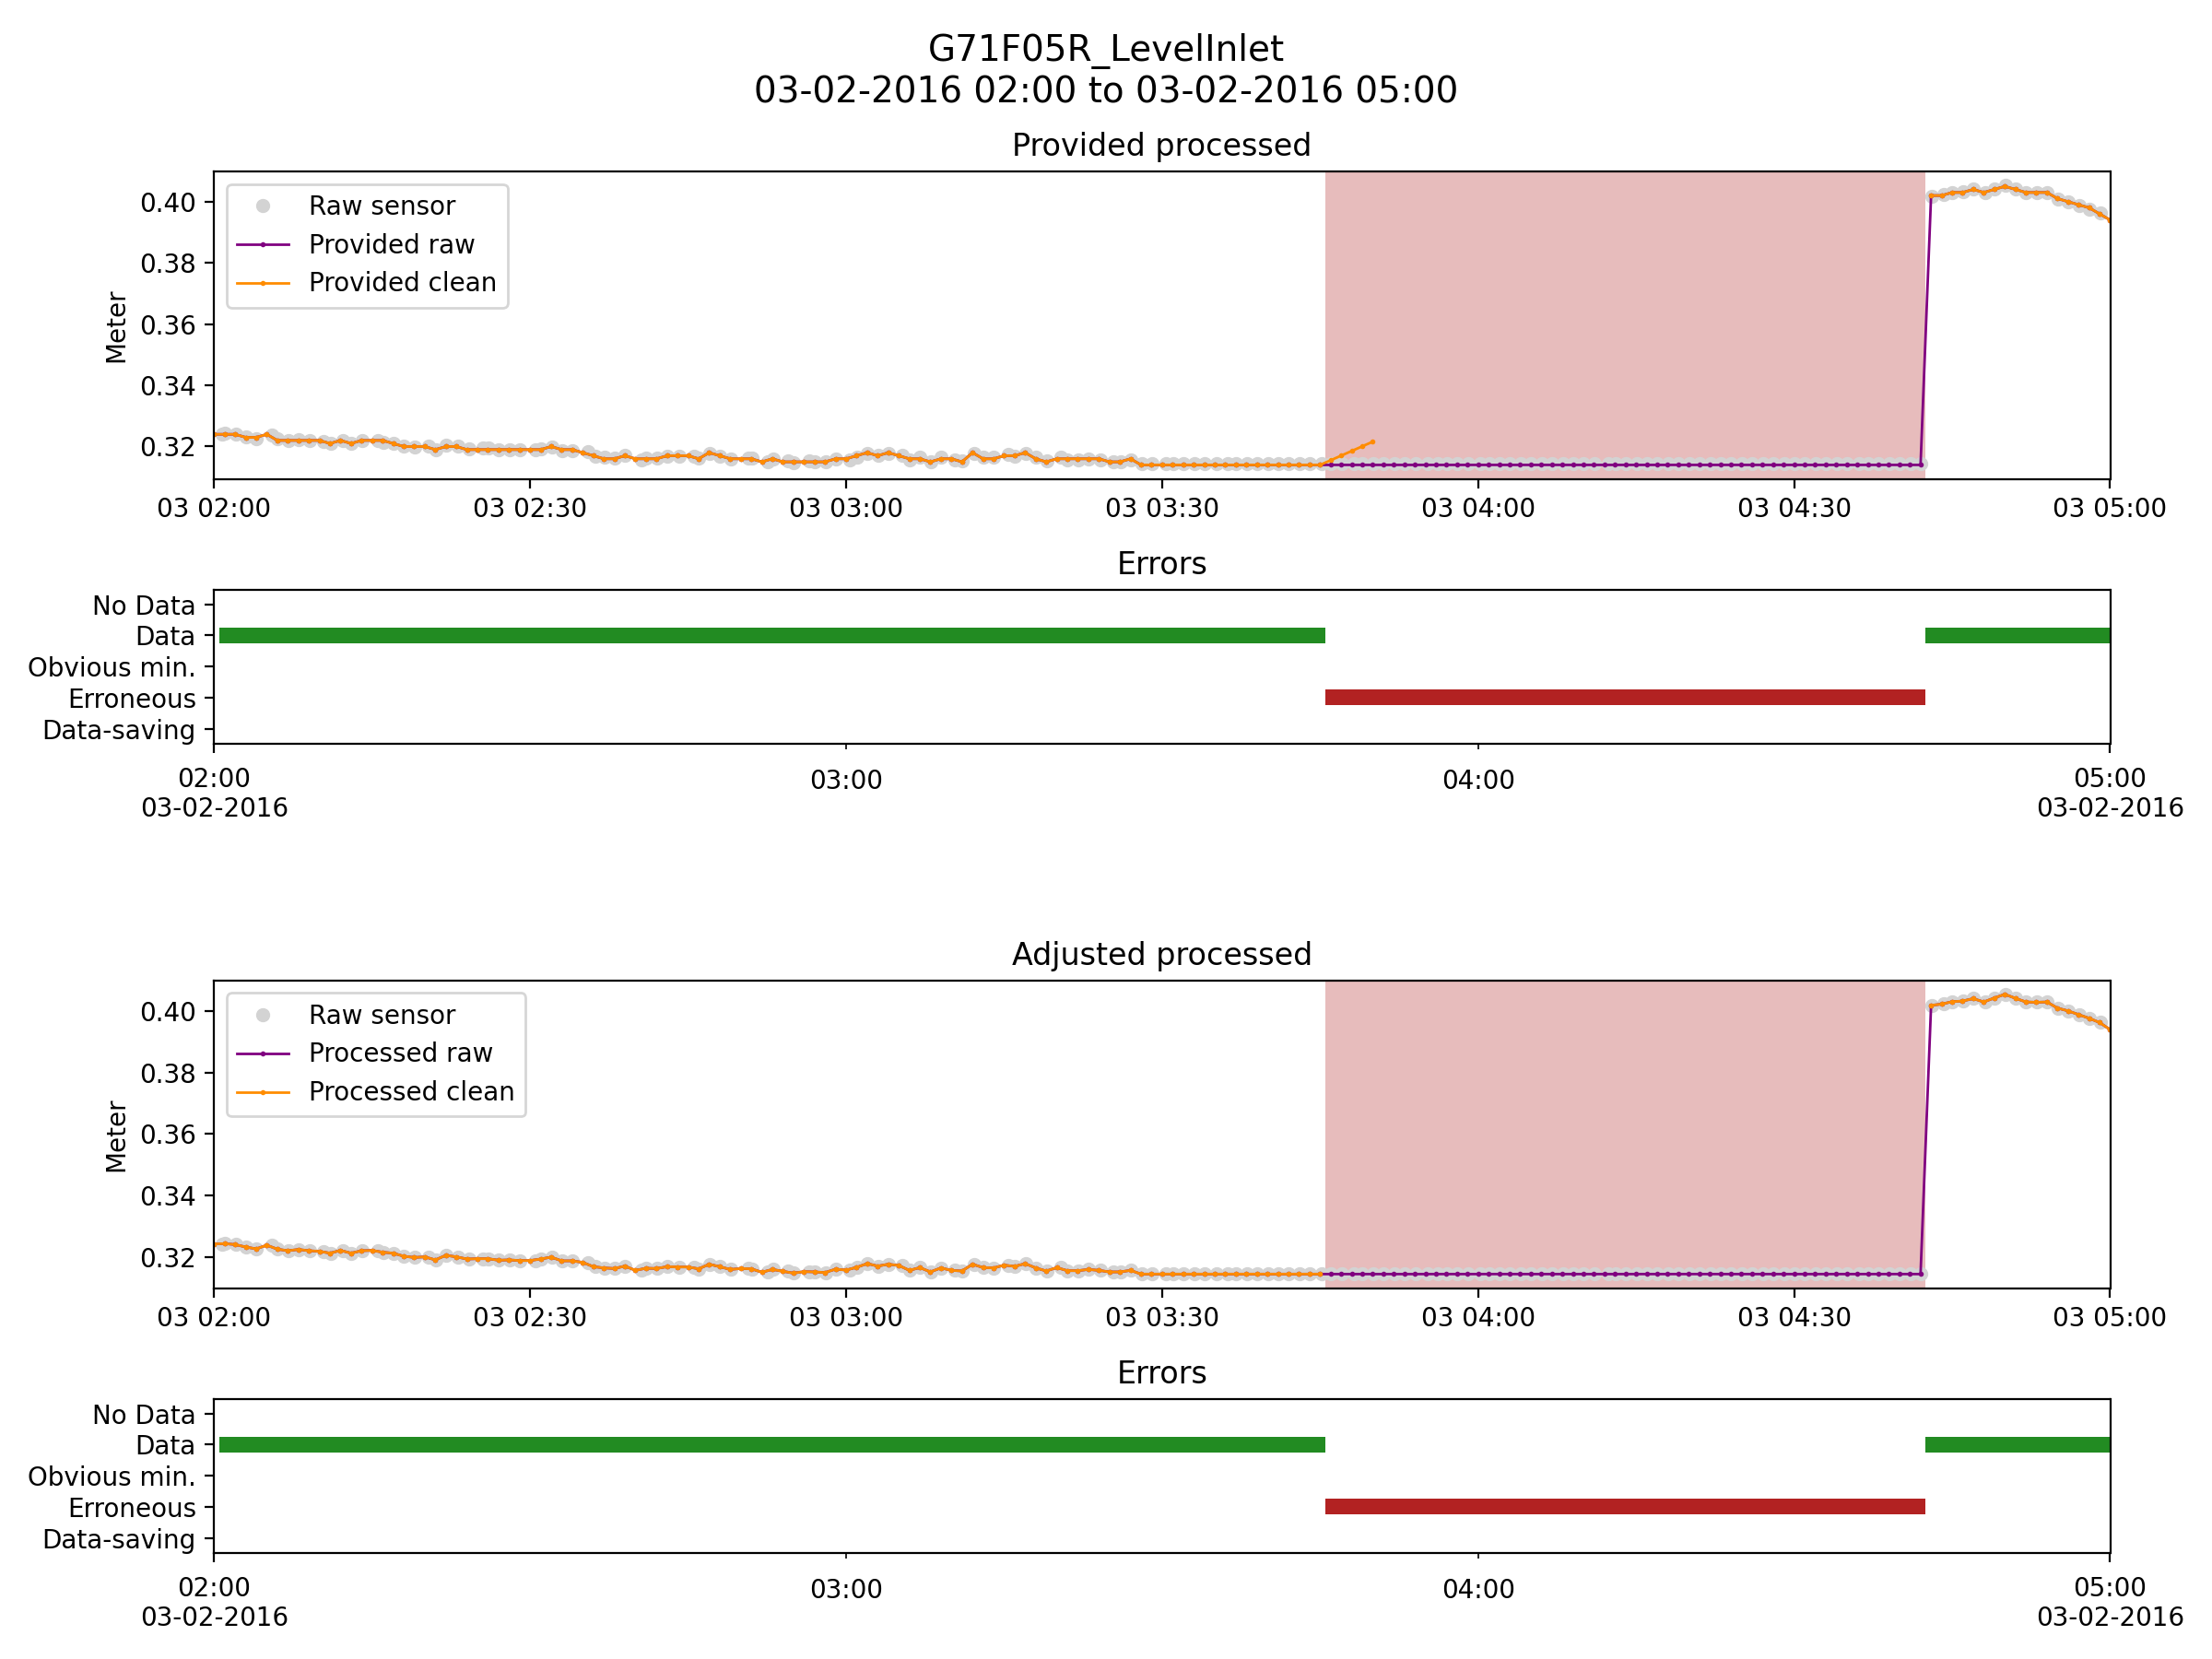 G71F05R_LevelInlet
03-02-2016 02:00 to 03-02-2016 05:00
Provided processed
Raw sensor
Provided raw
Provided clean
Meter
0.40
0.38
0.36
0.34
0.32
03 02:00 03 02:30 03 03:00 03 03:30 03 04:00 03 04:30 03 05:00
Errors
No Data
Data
Obvious min.
Erroneous
Data-saving
02:00 03:00 04:00 05:00
03-02-2016 03-02-2016
Adjusted processed
Raw sensor
Processed raw
Processed clean
Meter
0.40
0.38
0.36
0.34
0.32
03 02:00 03 02:30 03 03:00 03 03:30 03 04:00 03 04:30 03 05:00
Errors
No Data
Data
Obvious min.
Erroneous
Data-saving
02:00 03:00 04:00 05:00
03-02-2016 03-02-2016